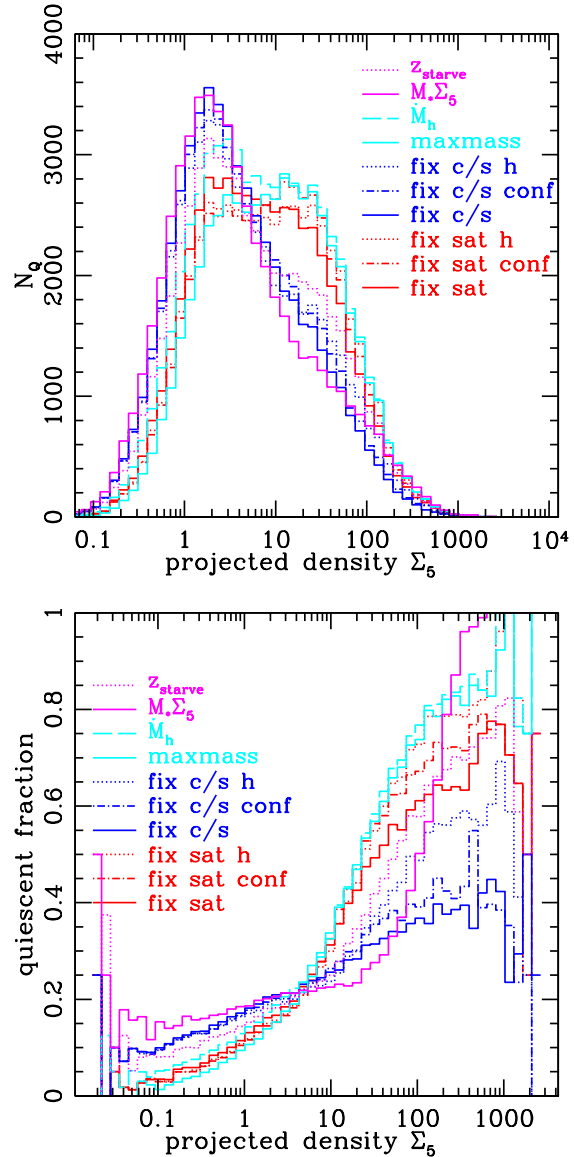 4000
3000
2000
1000
0
N_Q
z_starve
M_*Σ_5
Ṁ_h
maxmass
fix c/s h
fix c/s conf
fix c/s
fix sat h
fix sat conf
fix sat
0.1 1 10 100 1000 10⁴
projected density Σ_5
1
0.8
0.6
0.4
0.2
0
quiescent fraction
z_starve
M_*Σ_5
Ṁ_h
maxmass
fix c/s h
fix c/s conf
fix c/s
fix sat h
fix sat conf
fix sat
0.1 1 10 100 1000
projected density Σ_5